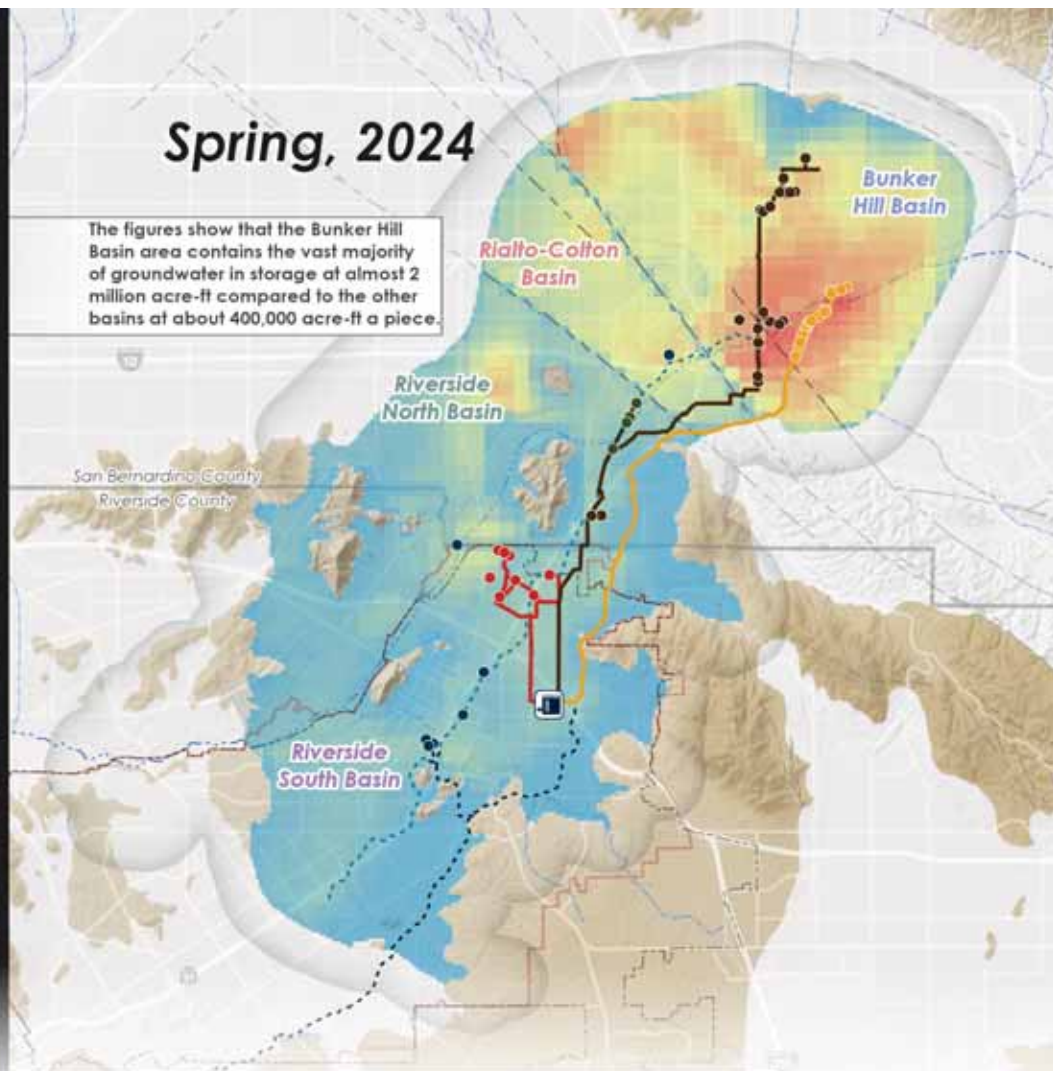 Spring, 2024
The figures show that the Bunker Hill
Basin area contains the vast majority
of groundwater in storage at almost 2
million acre-ft compared to the other
basins at about 400,000 acre-ft a piece.
Bunker
Hill Basin
Rialto-Colton
Basin
Riverside
North Basin
San Bernardino County
Riverside County
Riverside
South Basin